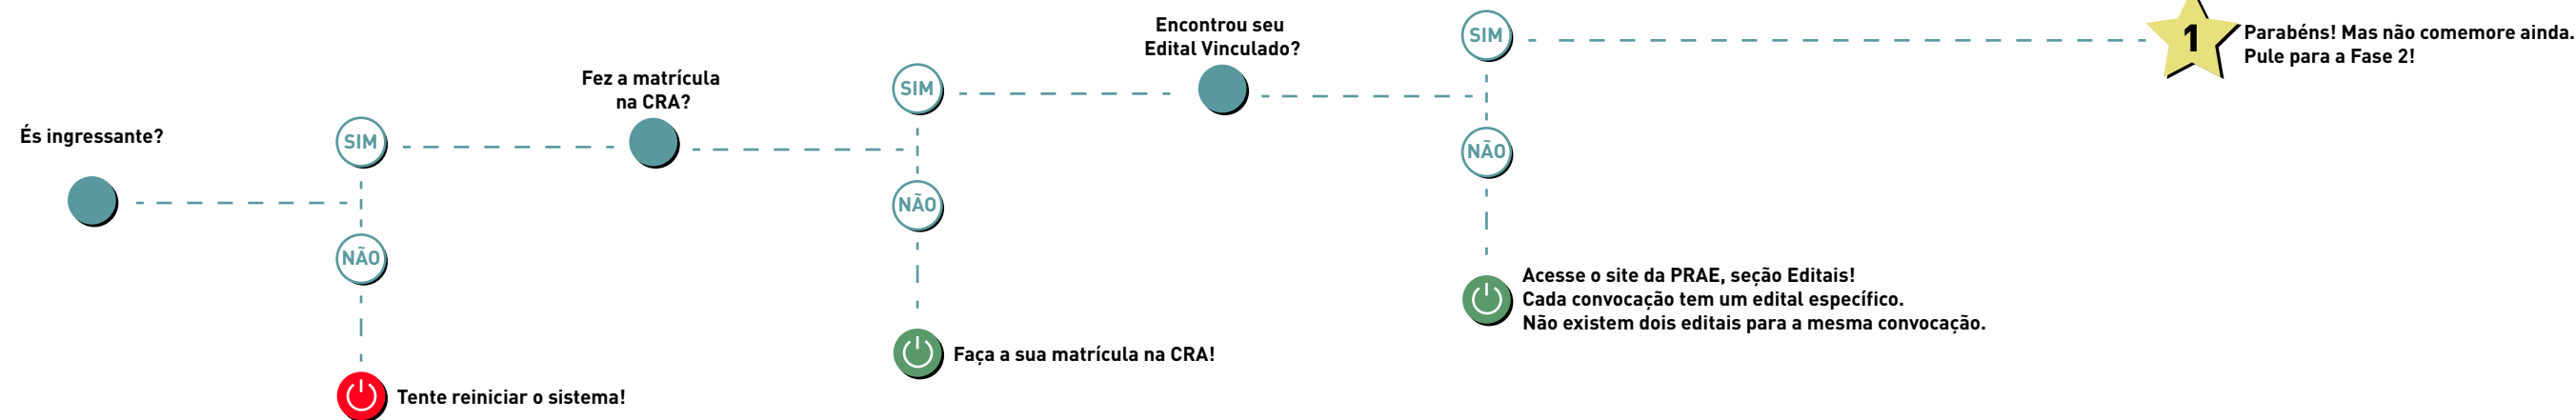 És ingressante?
SIM
NÃO
Tente reiniciar o sistema!
Fez a matrícula
na CRA?
SIM
NÃO
Faça a sua matrícula na CRA!
Encontrou seu
Edital Vinculado?
SIM
NÃO
Acesse o site da PRAE, seção Editais!
Cada convocação tem um edital específico.
Não existem dois editais para a mesma convocação.
1
Parabéns! Mas não comemore ainda.
Pule para a Fase 2!